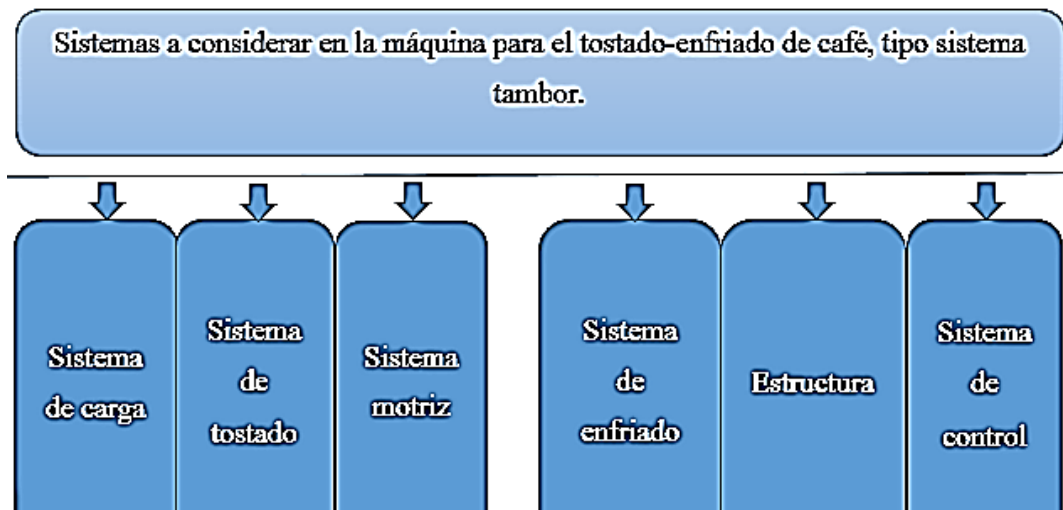 Sistemas a considerar en la máquina para el tostado-enfriado de café, tipo sistema
tambor.
Sistema
de carga
Sistema
de
tostado
Sistema
motriz
Sistema
de
enfriado
Estructura
Sistema
de
control